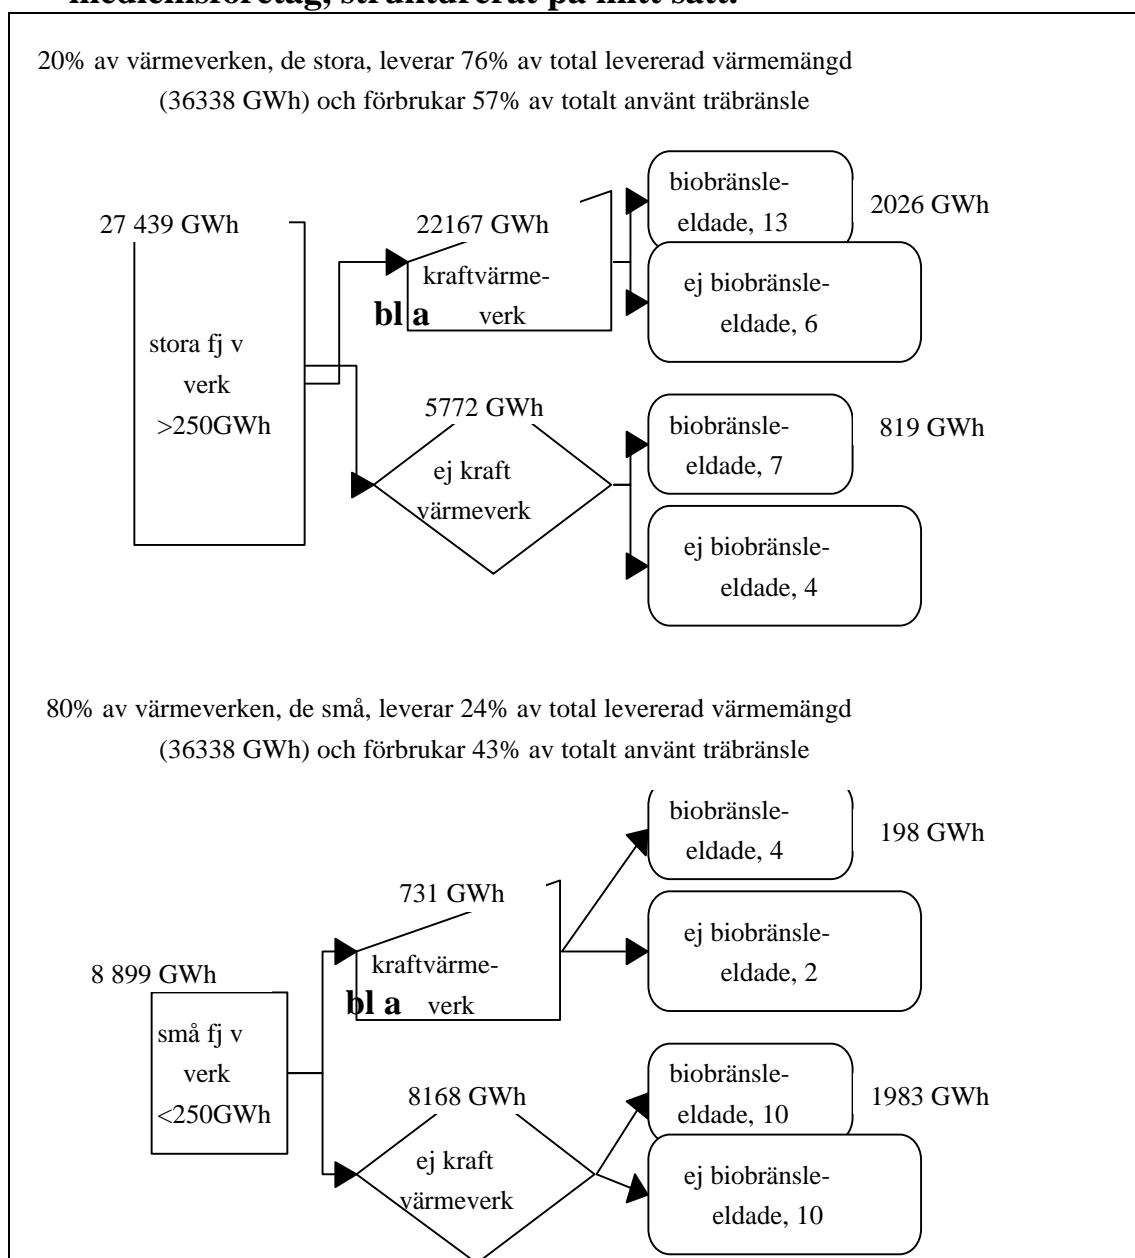 medlemsföretag, strukturerat på mitt sätt.
20% av värmeverken, de stora, leverar 76% av total levererad värmemängd
(36338 GWh) och förbrukar 57% av totalt använt träbränsle
27 439 GWh
stora fj v
verk
>250GWh
22167 GWh
kraftvärme-
bl a verk
biobränsle-
eldade, 13
2026 GWh
ej biobränsle-
eldade, 6
5772 GWh
ej kraft
värmeverk
biobränsle-
eldade, 7
819 GWh
ej biobränsle-
eldade, 4
80% av värmeverken, de små, leverar 24% av total levererad värmemängd
(36338 GWh) och förbrukar 43% av totalt använt träbränsle
8 899 GWh
små fj v
verk
<250GWh
731 GWh
kraftvärme-
bl a verk
biobränsle-
eldade, 4
198 GWh
ej biobränsle-
eldade, 2
8168 GWh
ej kraft
värmeverk
biobränsle-
eldade, 10
1983 GWh
ej biobränsle-
eldade, 10